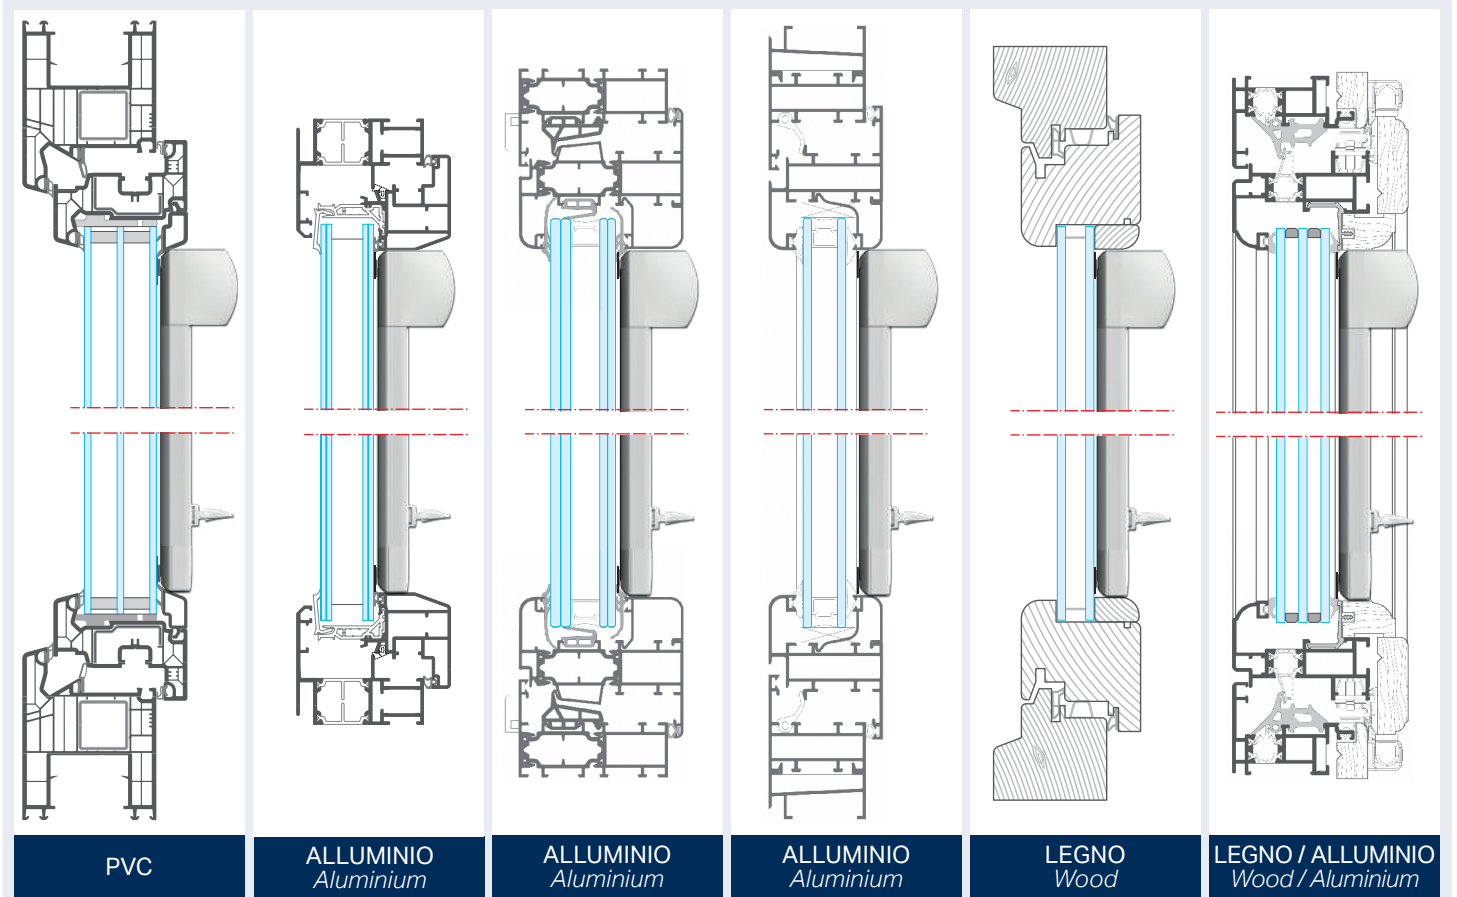 PVC
ALLUMINIO
Aluminium
ALLUMINIO
Aluminium
ALLUMINIO
Aluminium
LEGNO
Wood
LEGNO / ALLUMINIO
Wood / Aluminium